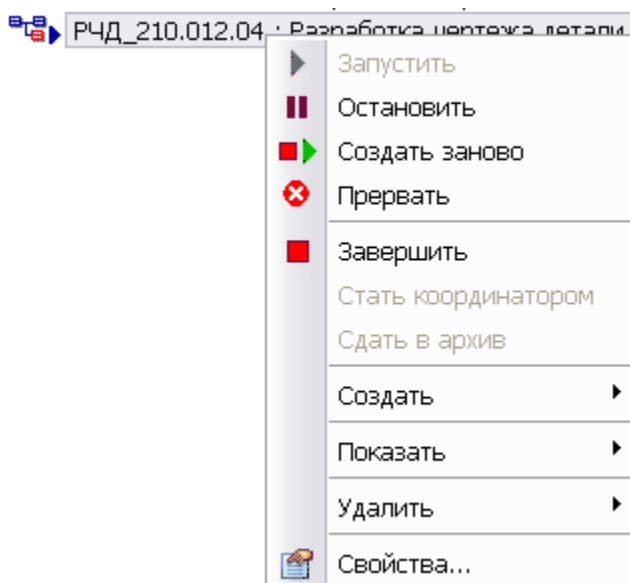 РЧД_210.012.04 : Разработка чертежа детали
Запустить
Остановить
Создать заново
Прервать
Завершить
Стать координатором
Сдать в архив
Создать
Показать
Удалить
Свойства...